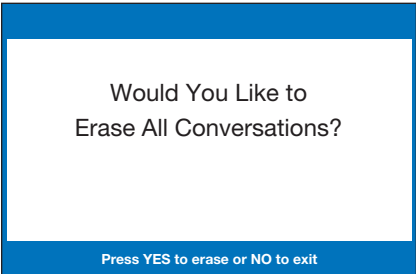 Would You Like to
Erase All Conversations?
Press YES to erase or NO to exit